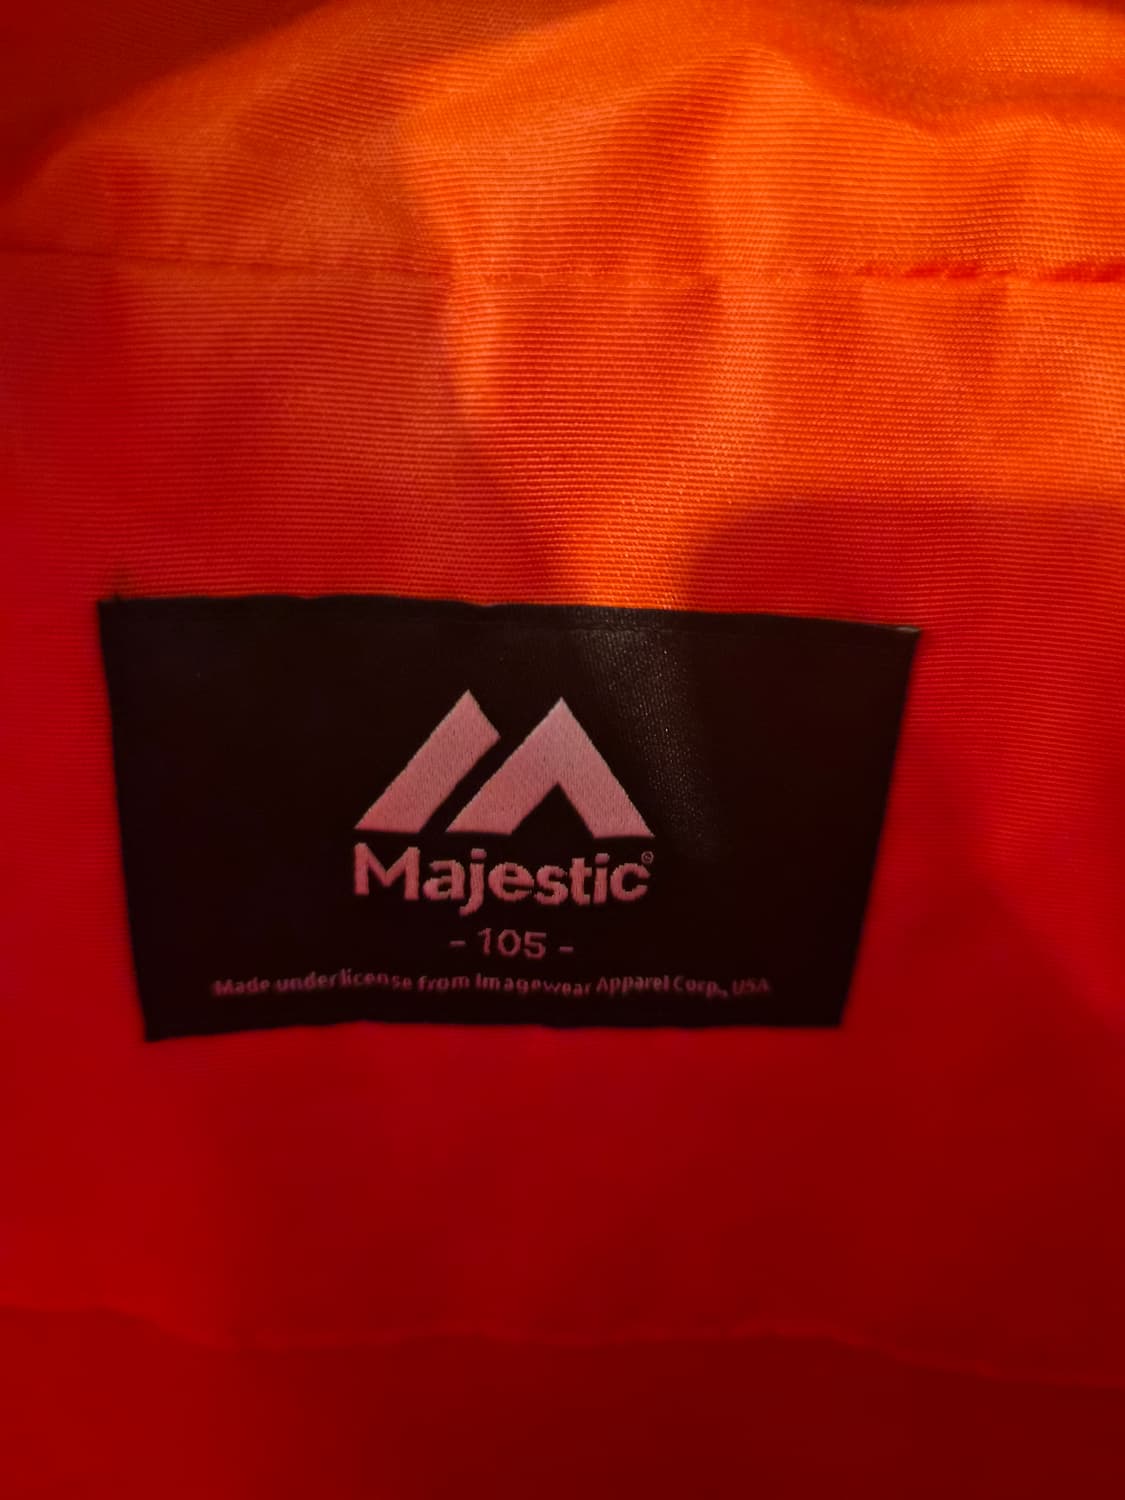 Majestic®
- 105 -
Made under license from Imagewear Apparel Corp., USA